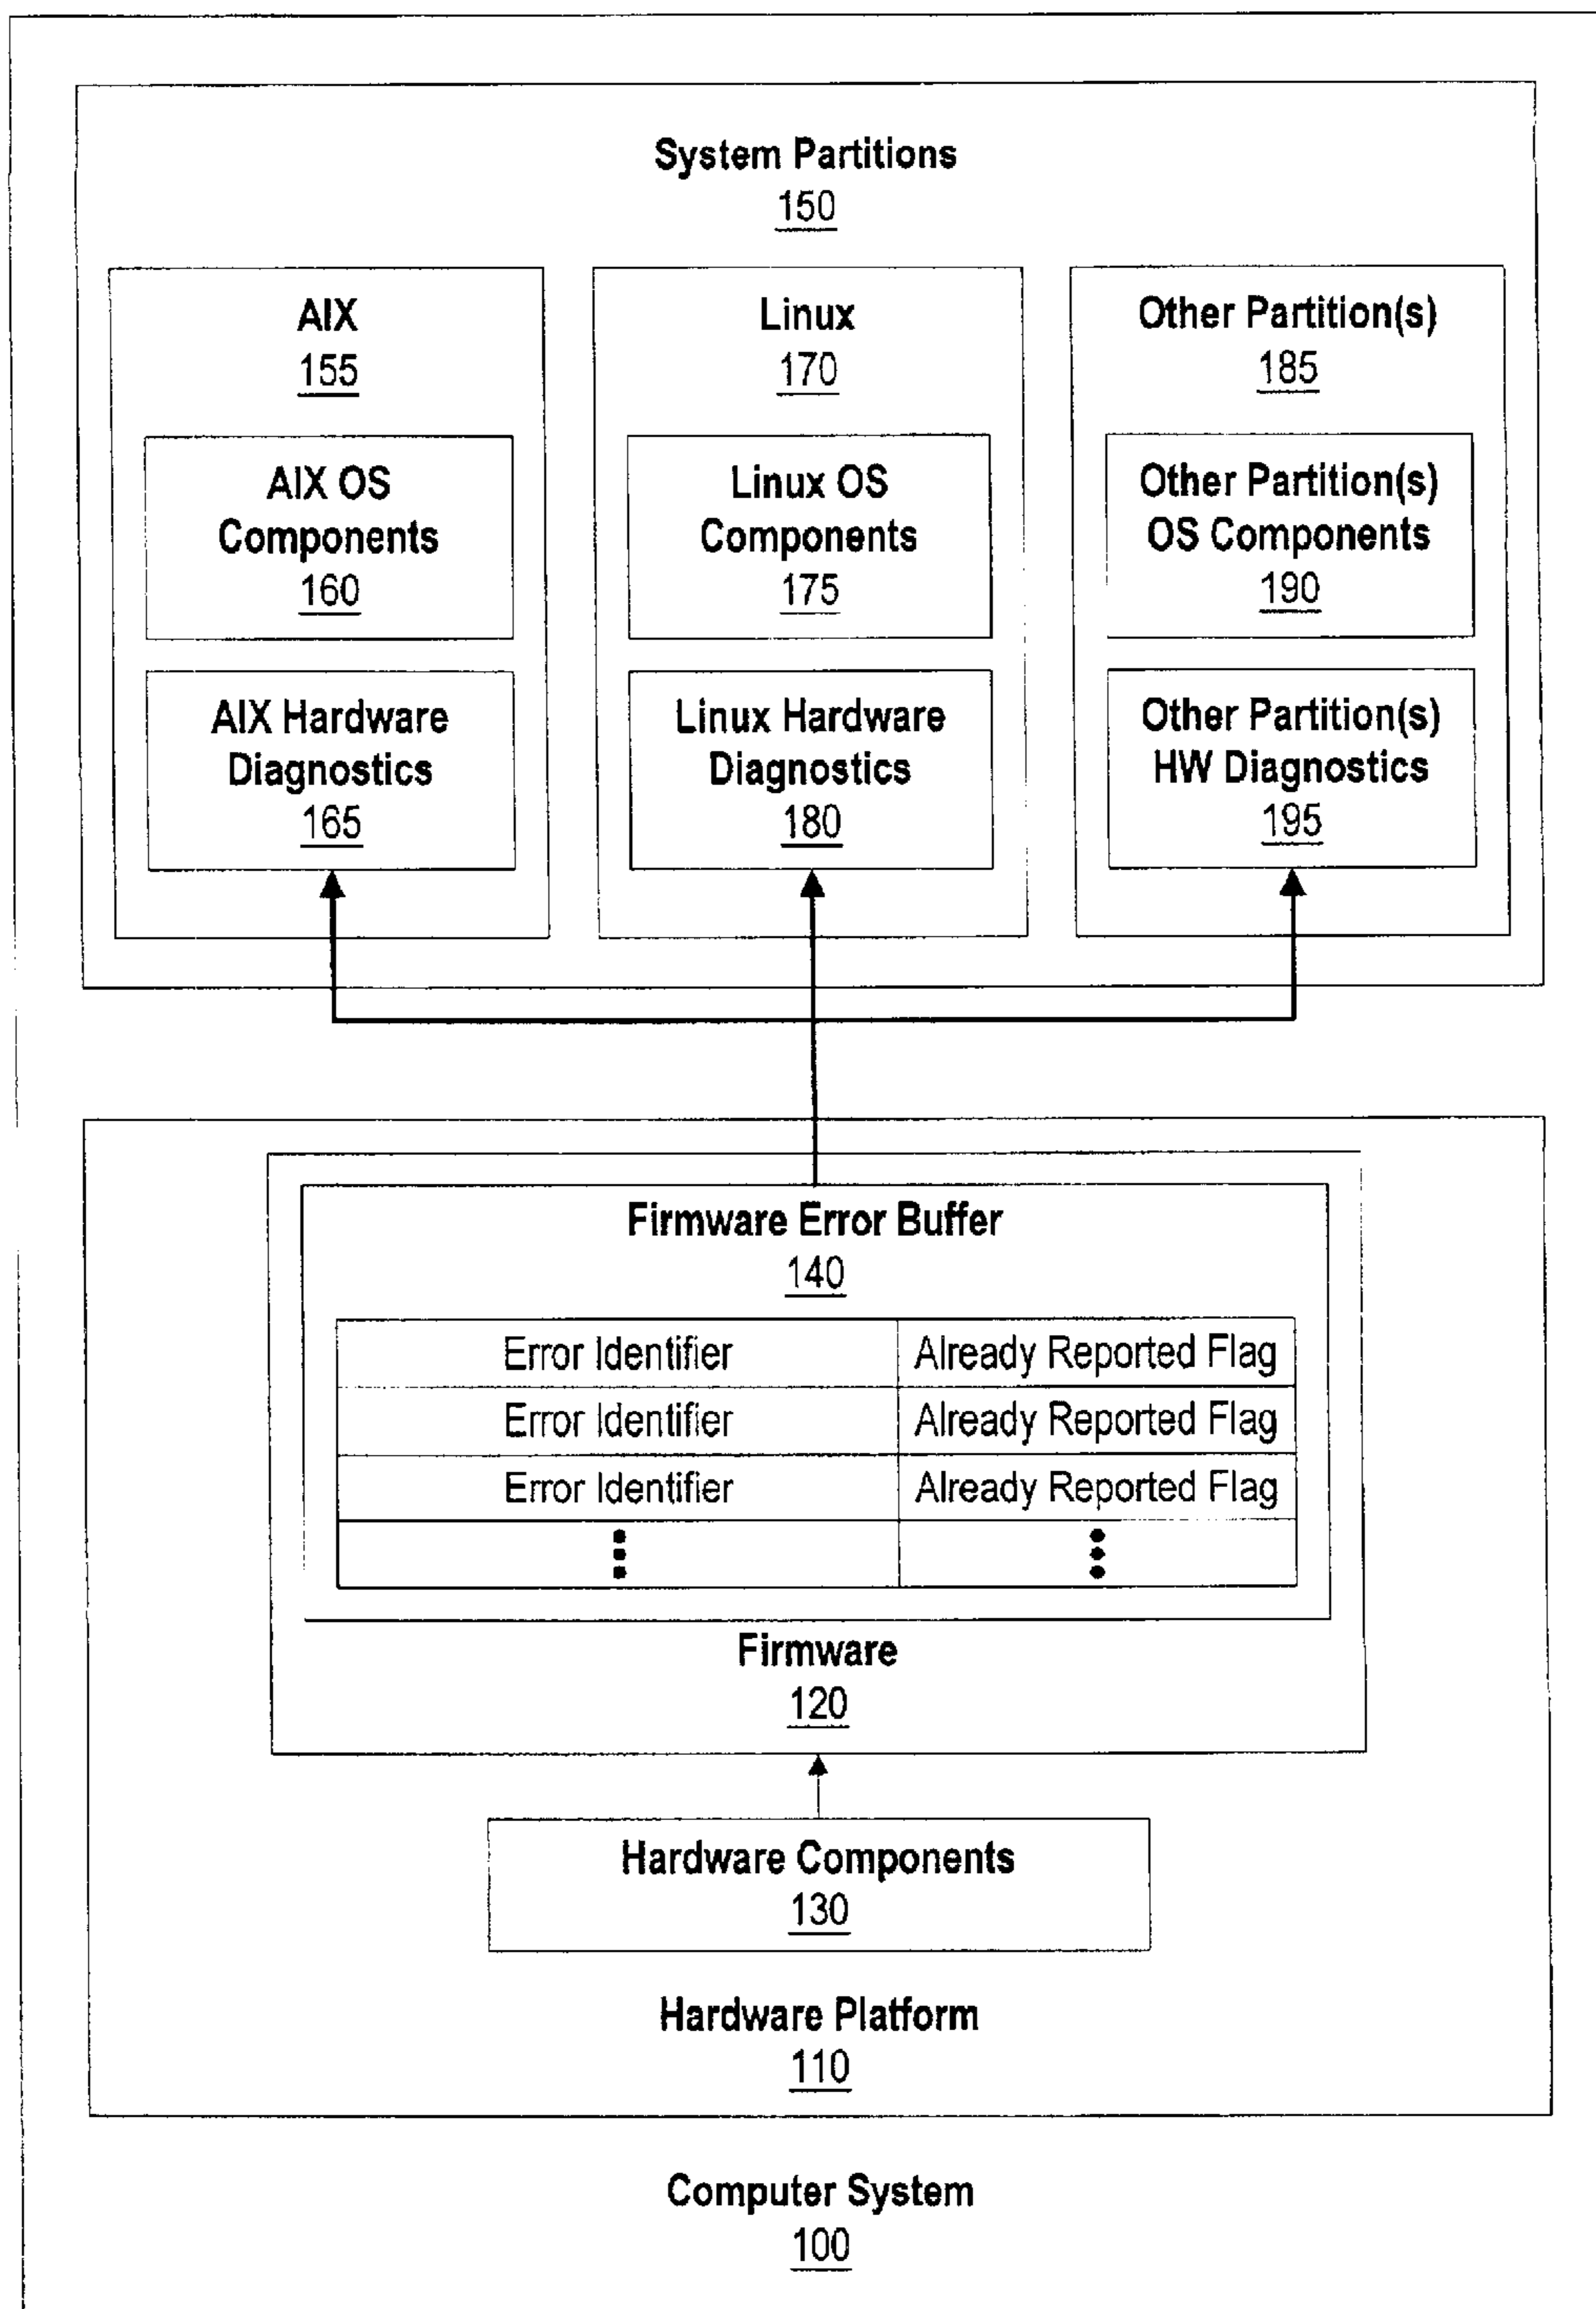 System Partitions
150
AIX
155
AIX OS
Components
160
AIX Hardware
Diagnostics
165
Linux
170
Linux OS
Components
175
Linux Hardware
Diagnostics
180
Other Partition(s)
185
Other Partition(s)
OS Components
190
Other Partition(s)
HW Diagnostics
195
Firmware Error Buffer
140
Error Identifier Already Reported Flag
Error Identifier Already Reported Flag
Error Identifier Already Reported Flag
Firmware
120
Hardware Components
130
Hardware Platform
110
Computer System
100